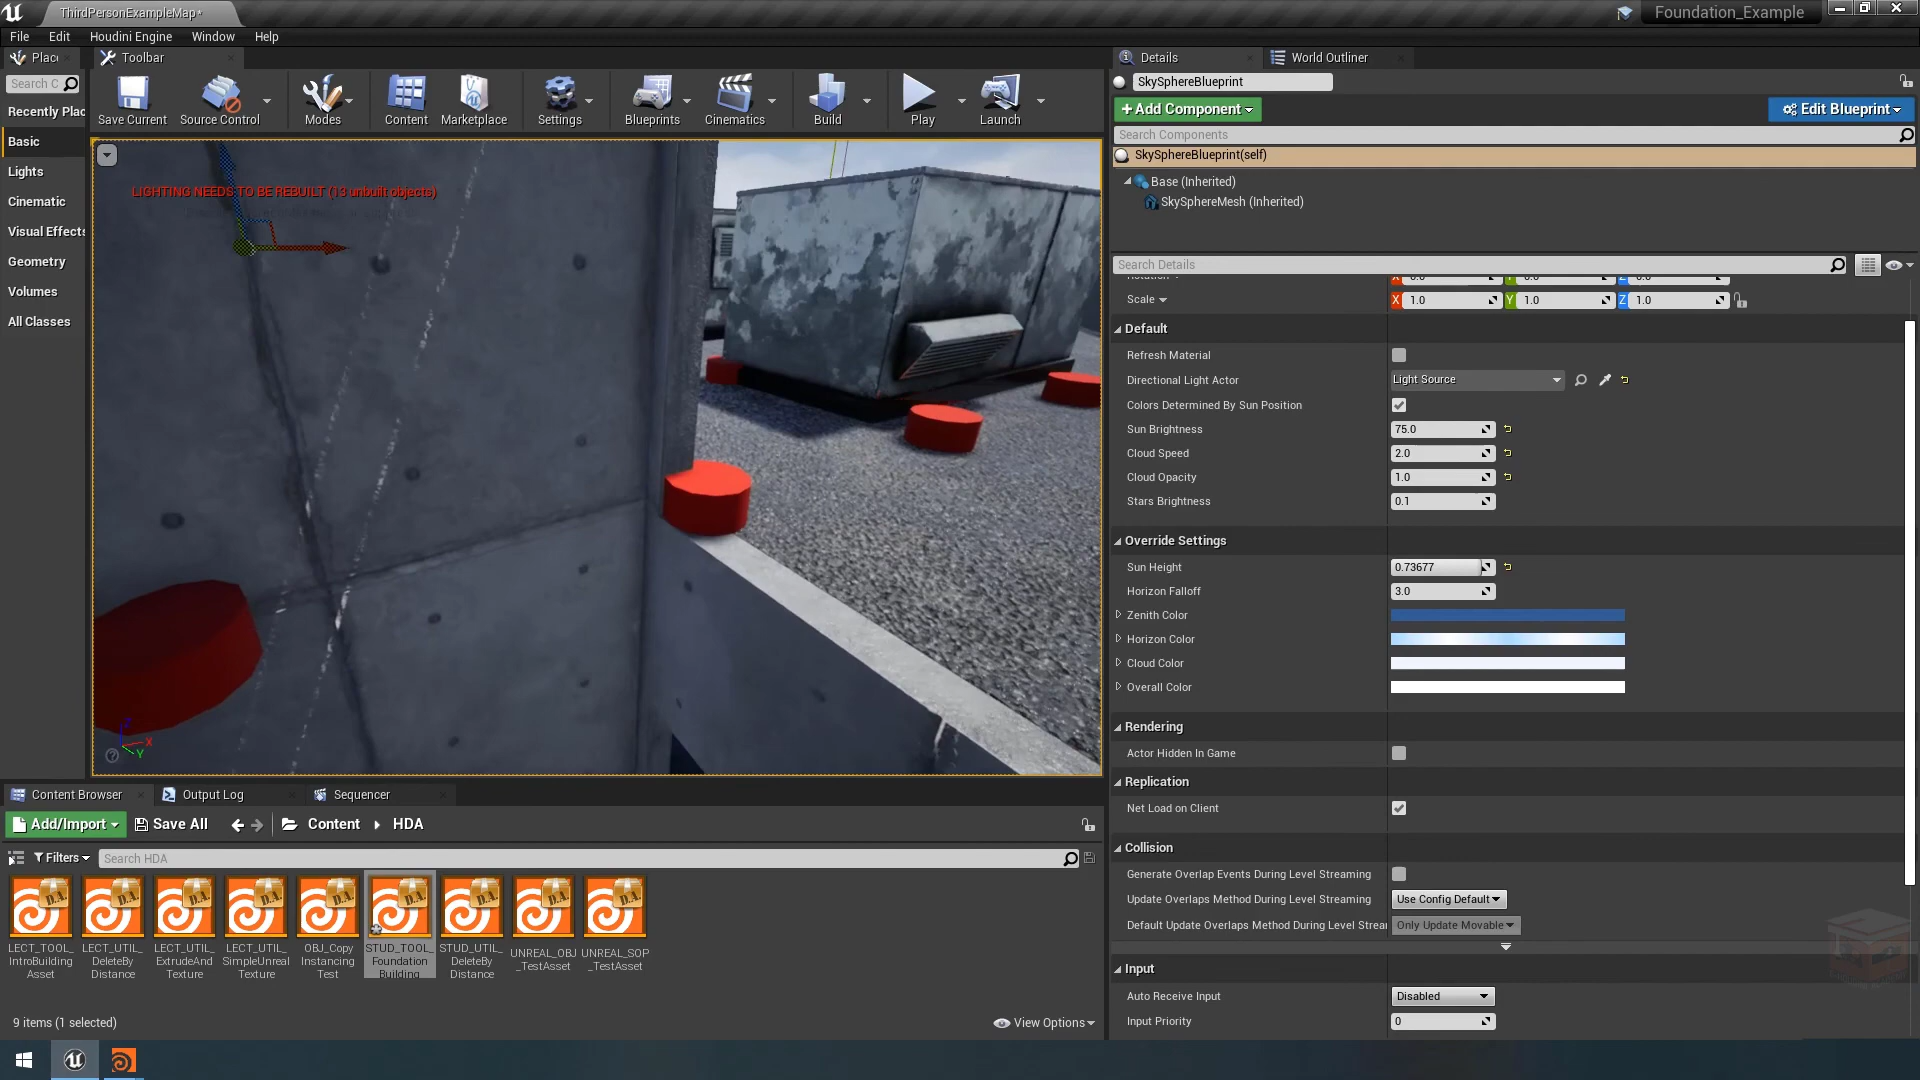 ThirdPersonExampleMap*
Foundation_Example
File Edit Houdini Engine Window Help
Plac
Toolbar
Details
World Outliner
Search C
Save Current
Source Control
Modes
Content
Marketplace
Settings
Blueprints
Cinematics
Build
Play
Launch
SkySphereBlueprint
+Add Component
Edit Blueprint
Search Components
SkySphereBlueprint(self)
Base (Inherited)
SkySphereMesh (Inherited)
Recently Plac
Basic
Lights
Cinematic
Visual Effects
Geometry
Volumes
All Classes
LIGHTING NEEDS TO BE REBUILT (13 unbuilt objects)
Z
X
Y
Search Details
Scale X 1.0 Y 1.0 Z 1.0
Default
Refresh Material
Directional Light Actor Light Source
Colors Determined By Sun Position
Sun Brightness 75.0
Cloud Speed 2.0
Cloud Opacity 1.0
Stars Brightness 0.1
Override Settings
Sun Height 0.73677
Horizon Falloff 3.0
Zenith Color
Horizon Color
Cloud Color
Overall Color
Rendering
Actor Hidden In Game
Replication
Net Load on Client
Collision
Generate Overlap Events During Level Streaming
Update Overlaps Method During Level Streaming Use Config Default
Default Update Overlaps Method During Level Strear Only Update Movable
Input
Auto Receive Input Disabled
Input Priority 0
Content Browser
Output Log
Sequencer
Add/Import
Save All
Content
HDA
Filters
Search HDA
LECT_TOOL_
IntroBuilding
Asset
LECT_UTIL_
DeleteBy
Distance
LECT_UTIL_
ExtrudeAnd
Texture
LECT_UTIL_
SimpleUnreal
Texture
OBJ_Copy
Instancing
Test
STUD_TOOL_
Foundation
Building
STUD_UTIL_
DeleteBy
Distance
UNREAL_OBJ
_TestAsset
UNREAL_SOP
_TestAsset
D.A.
D.A.
D.A.
D.A.
D.A.
D.A.
D.A.
D.A.
D.A.
9 items (1 selected)
View Options